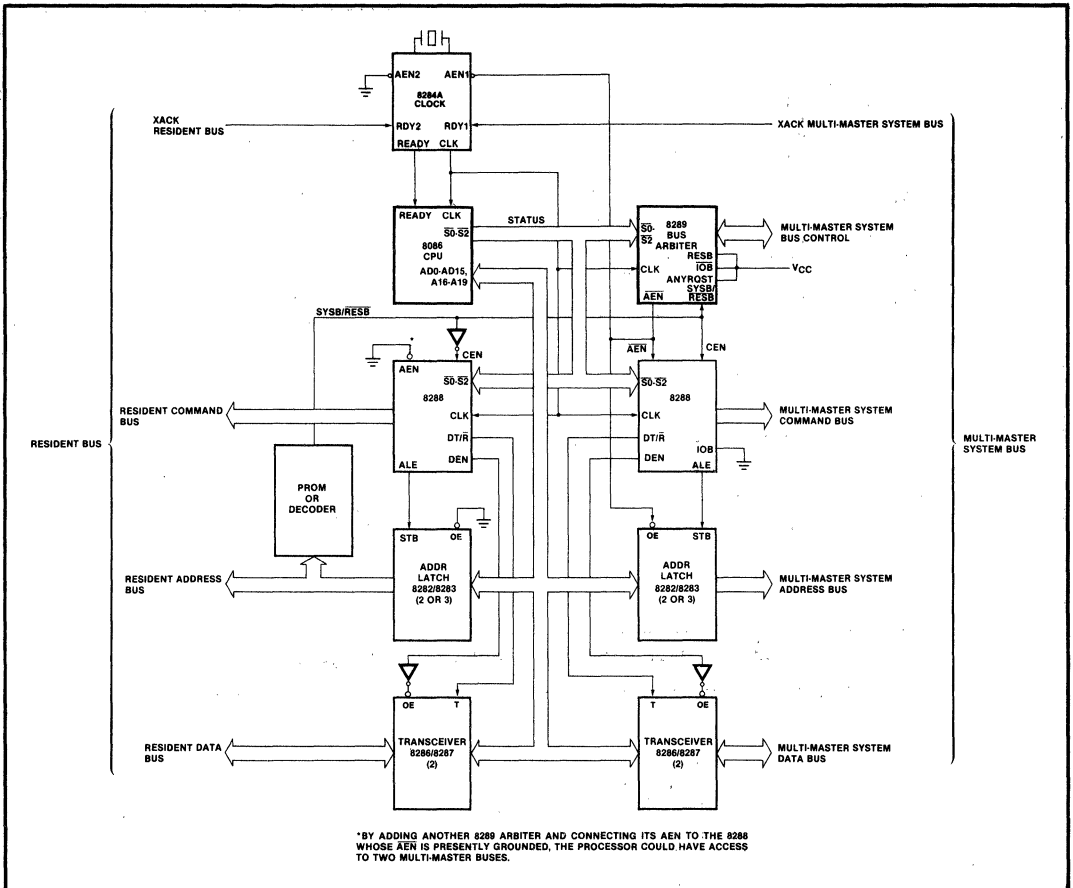 AEN2 AEN1
8284A
CLOCK
XACK
RESIDENT BUS
RDY2 RDY1
XACK MULTI-MASTER SYSTEM BUS
READY CLK
READY CLK
STATUS
S0-S2
8086
CPU
AD0-AD15,
A16-A19
S0-
S2
8289
BUS
ARBITER
MULTI-MASTER SYSTEM
BUS CONTROL
RESB
IOB
VCC
CLK
ANYRQST
SYSB/
RESB
AEN
SYSB/RESB
*
CEN
AEN
CEN
AEN
S0-S2
S0-S2
8288
8288
RESIDENT COMMAND
BUS
CLK
CLK
MULTI-MASTER SYSTEM
COMMAND BUS
DT/R
DT/R
RESIDENT BUS
DEN
DEN
IOB
MULTI-MASTER
SYSTEM BUS
ALE
ALE
PROM
OR
DECODER
STB OE
OE STB
ADDR
LATCH
8282/8283
(2 OR 3)
ADDR
LATCH
8282/8283
(2 OR 3)
RESIDENT ADDRESS
BUS
MULTI-MASTER SYSTEM
ADDRESS BUS
OE T
T OE
RESIDENT DATA
BUS
TRANSCEIVER
8286/8287
(2)
TRANSCEIVER
8286/8287
(2)
MULTI-MASTER SYSTEM
DATA BUS
*BY ADDING ANOTHER 8289 ARBITER AND CONNECTING ITS AEN TO THE 8288
WHOSE AEN IS PRESENTLY GROUNDED, THE PROCESSOR COULD HAVE ACCESS
TO TWO MULTI-MASTER BUSES.